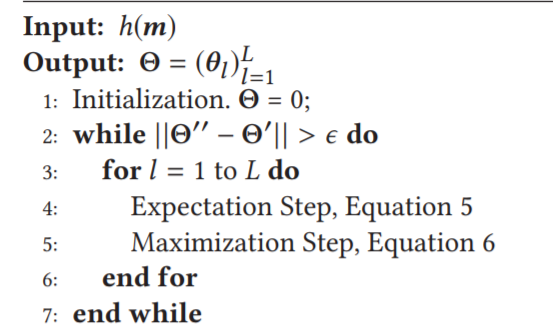 Input: h(m)
Output: Θ = (θ_l)_{l=1}^L
1: Initialization. Θ = 0;
2: while ||Θ′′ − Θ′|| > ϵ do
3: for l = 1 to L do
4: Expectation Step, Equation 5
5: Maximization Step, Equation 6
6: end for
7: end while